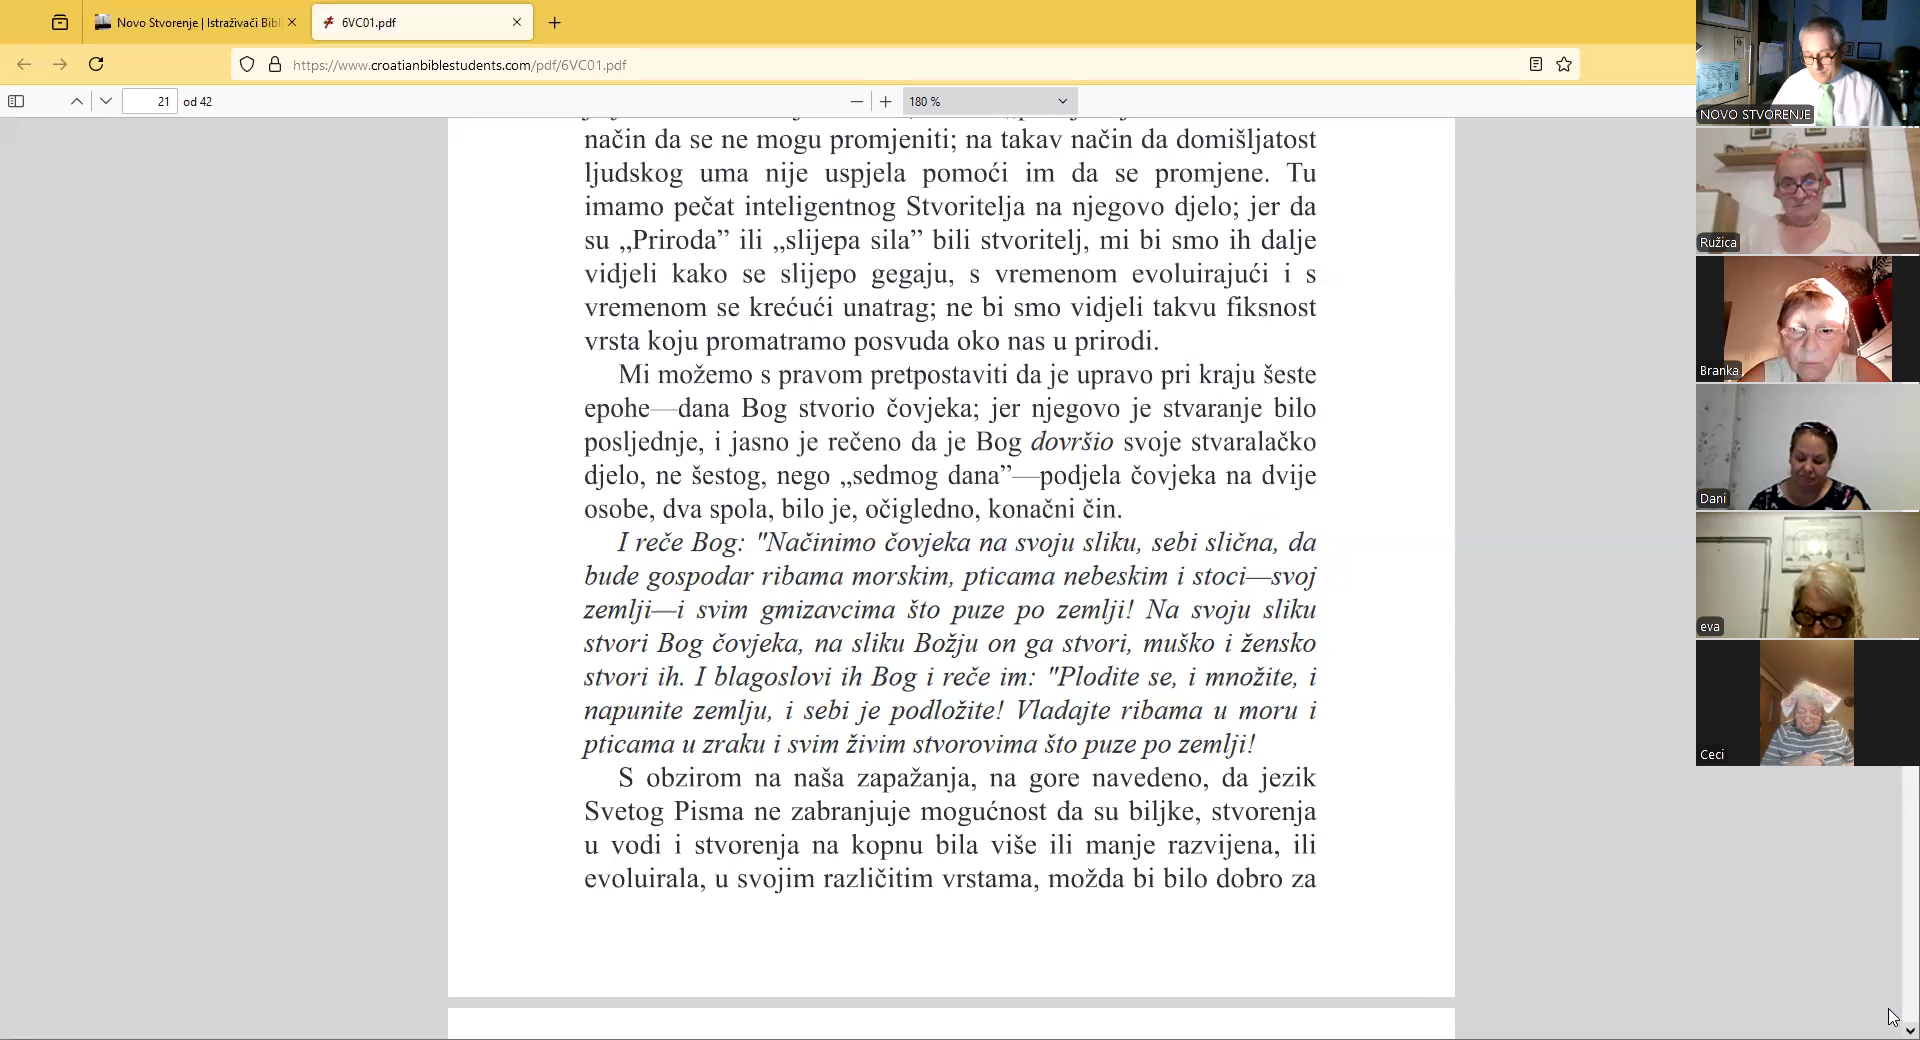 Novo Stvorenje | Istraživači Bibl
6VC01.pdf
https://www.croatianbiblestudents.com/pdf/6VC01.pdf
21 od 42
180 %
način da se ne mogu promjeniti; na takav način da domišljatost
ljudskog uma nije uspjela pomoći im da se promjene. Tu
imamo pečat inteligentnog Stvoritelja na njegovo djelo; jer da
su „Priroda” ili „slijepa sila” bili stvoritelj, mi bi smo ih dalje
vidjeli kako se slijepo gegaju, s vremenom evoluirajući i s
vremenom se krećući unatrag; ne bi smo vidjeli takvu fiksnost
vrsta koju promatramo posvuda oko nas u prirodi.
Mi možemo s pravom pretpostaviti da je upravo pri kraju šeste
epohe—dana Bog stvorio čovjeka; jer njegovo je stvaranje bilo
posljednje, i jasno je rečeno da je Bog dovršio svoje stvaralačko
djelo, ne šestog, nego „sedmog dana”—podjela čovjeka na dvije
osobe, dva spola, bilo je, očigledno, konačni čin.
I reče Bog: "Načinimo čovjeka na svoju sliku, sebi slična, da
bude gospodar ribama morskim, pticama nebeskim i stoci—svoj
zemlji—i svim gmizavcima što puze po zemlji! Na svoju sliku
stvori Bog čovjeka, na sliku Božju on ga stvori, muško i žensko
stvori ih. I blagoslovi ih Bog i reče im: "Plodite se, i množite, i
napunite zemlju, i sebi je podložite! Vladajte ribama u moru i
pticama u zraku i svim živim stvorovima što puze po zemlji!
S obzirom na naša zapažanja, na gore navedeno, da jezik
Svetog Pisma ne zabranjuje mogućnost da su biljke, stvorenja
u vodi i stvorenja na kopnu bila više ili manje razvijena, ili
evoluirala, u svojim različitim vrstama, možda bi bilo dobro za
NOVO STVORENJE
Ružica
Branka
Dani
eva
Ceci